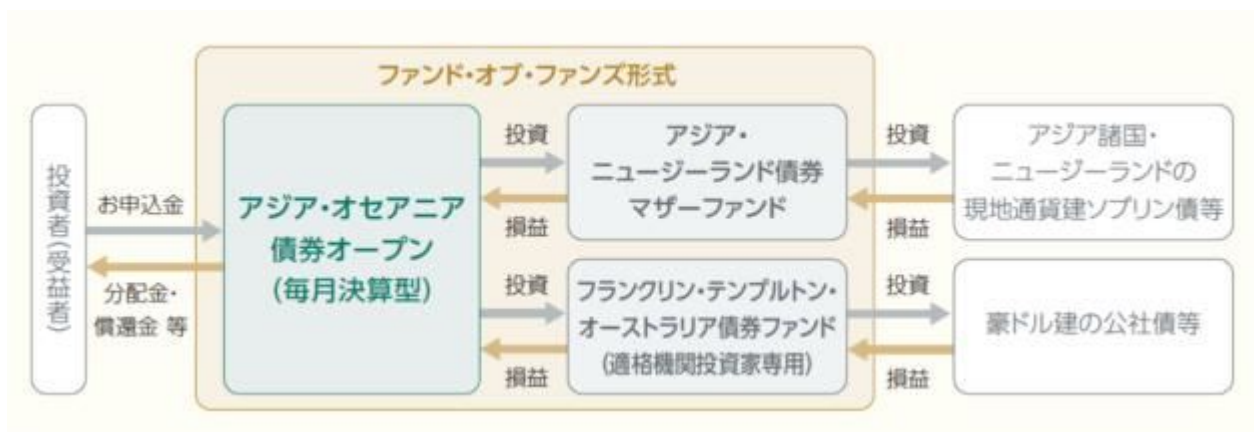 ファンド・オブ・ファンズ形式
投資者(受益者)
お申込金
分配金・
償還金 等
アジア・オセアニア
債券オープン
(毎月決算型)
投資
損益
投資
損益
アジア・
ニュージーランド債券
マザーファンド
フランクリン・テンプルトン・
オーストラリア債券ファンド
(適格機関投資家専用)
投資
損益
投資
損益
アジア諸国・
ニュージーランドの
現地通貨建ソブリン債等
豪ドル建の公社債等